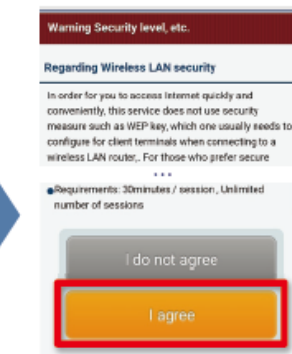 Warning Security level, etc.
Regarding Wireless LAN security
In order for you to access Internet quickly and
conveniently, this service does not use security
measure such as WEP key, which one usually needs to
configure for client terminals when connecting to a
wireless LAN router,. For those who prefer secure
...
●Requirements: 30minutes / session, Unlimited
number of sessions
I do not agree
I agree